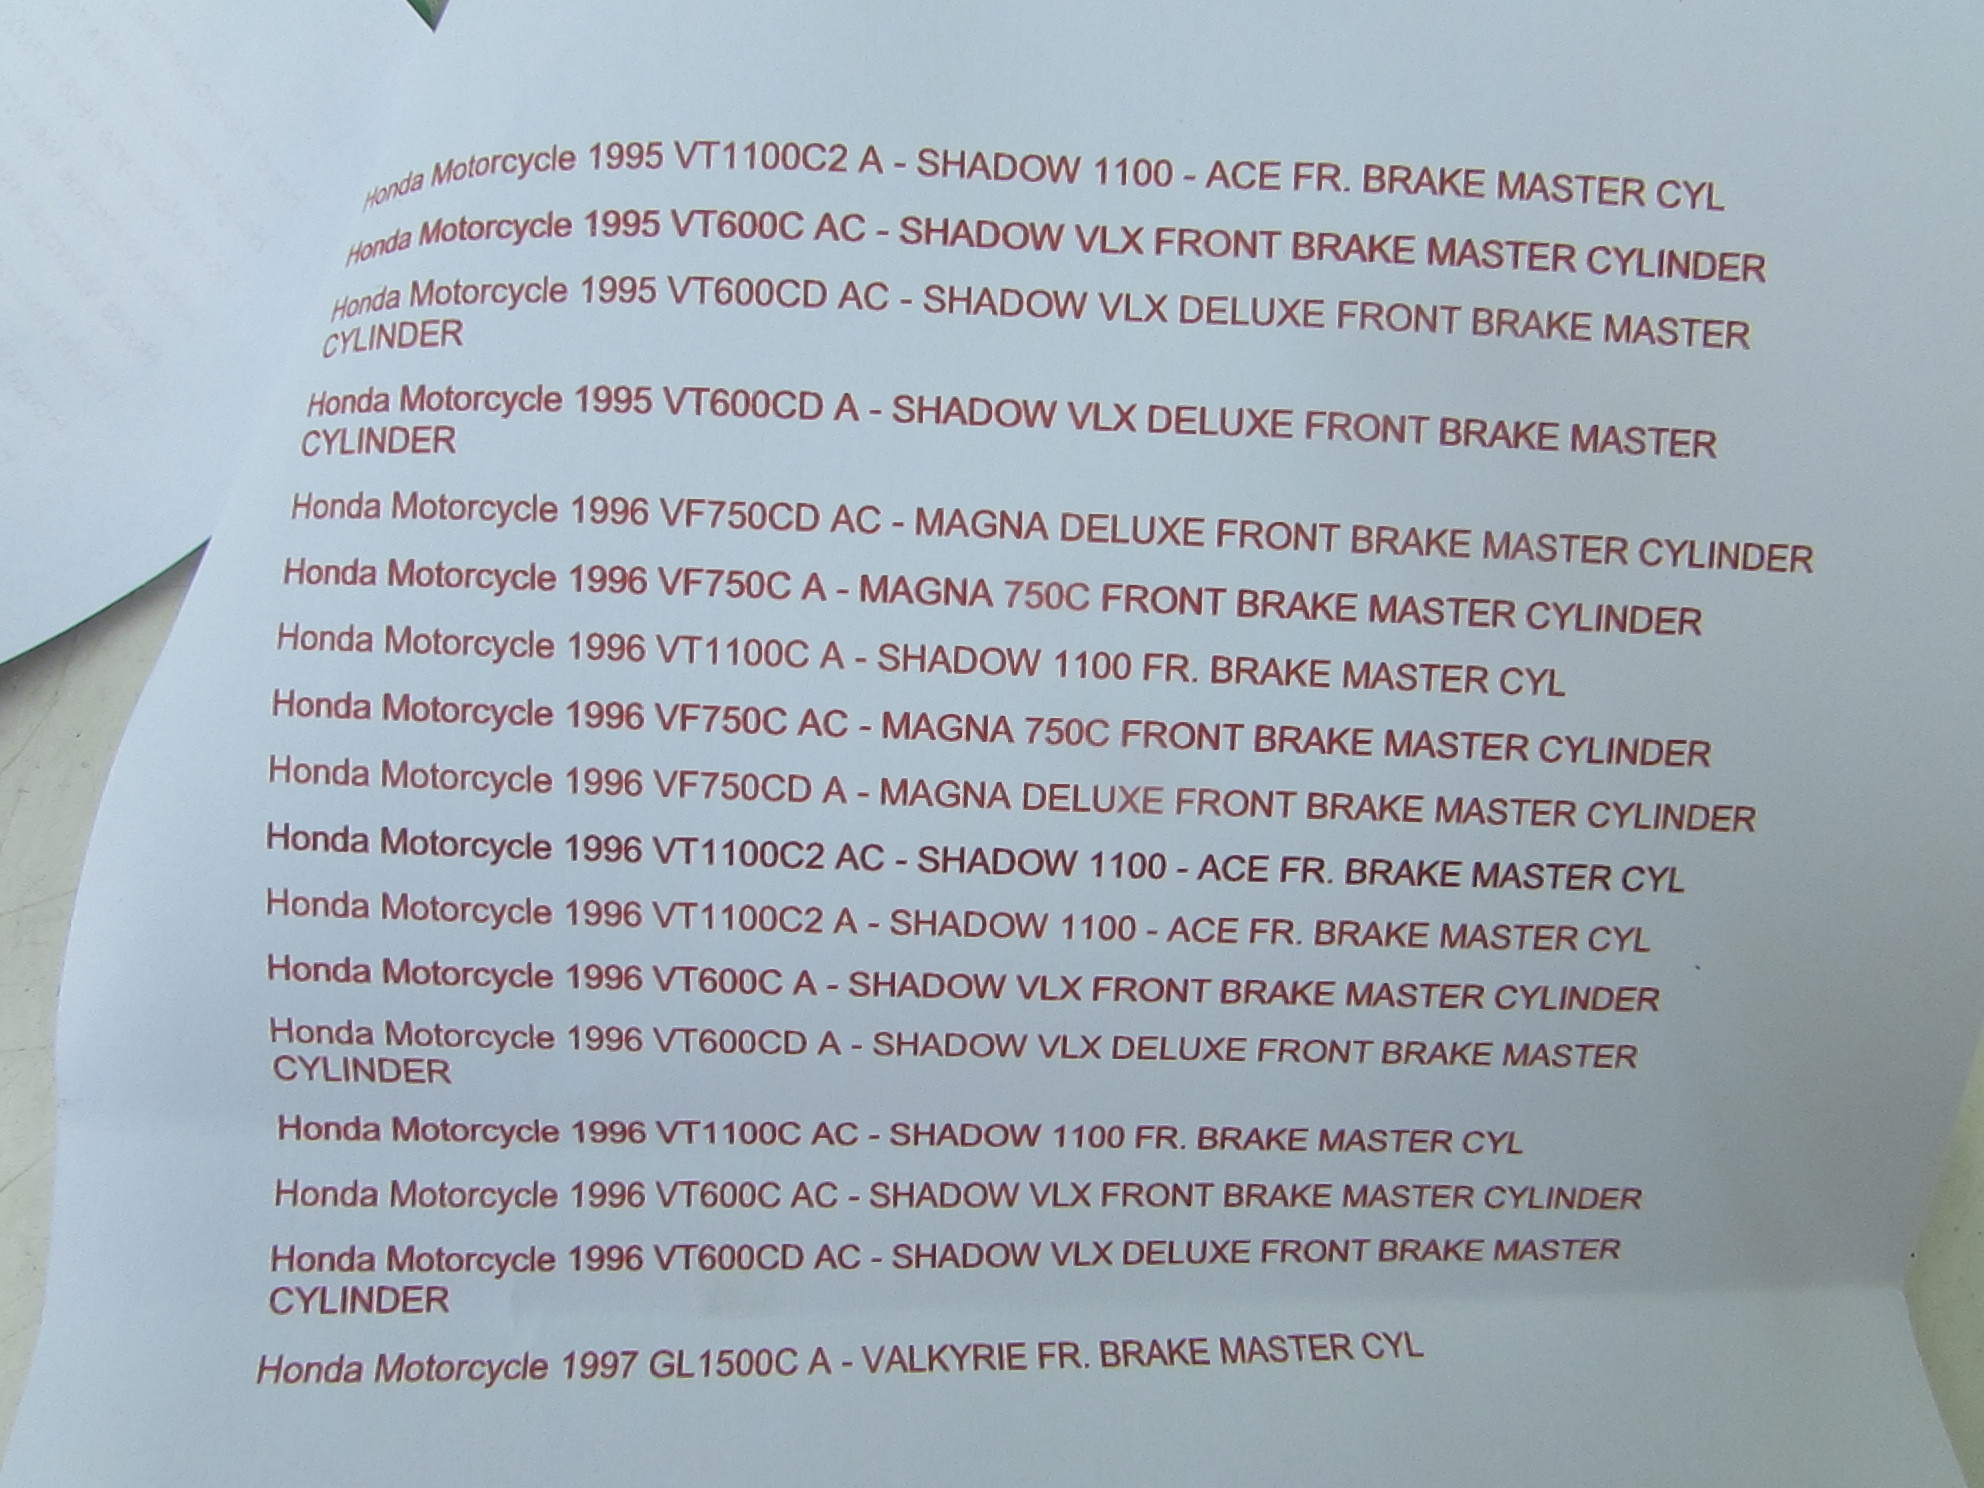 Honda Motorcycle 1995 VT1100C2 A - SHADOW 1100 - ACE FR. BRAKE MASTER CYL
Honda Motorcycle 1995 VT600C AC - SHADOW VLX FRONT BRAKE MASTER CYLINDER
Honda Motorcycle 1995 VT600CD AC - SHADOW VLX DELUXE FRONT BRAKE MASTER
CYLINDER
Honda Motorcycle 1995 VT600CD A - SHADOW VLX DELUXE FRONT BRAKE MASTER
CYLINDER
Honda Motorcycle 1996 VF750CD AC - MAGNA DELUXE FRONT BRAKE MASTER CYLINDER
Honda Motorcycle 1996 VF750C A - MAGNA 750C FRONT BRAKE MASTER CYLINDER
Honda Motorcycle 1996 VT1100C A - SHADOW 1100 FR. BRAKE MASTER CYL
Honda Motorcycle 1996 VF750C AC - MAGNA 750C FRONT BRAKE MASTER CYLINDER
Honda Motorcycle 1996 VF750CD A - MAGNA DELUXE FRONT BRAKE MASTER CYLINDER
Honda Motorcycle 1996 VT1100C2 AC - SHADOW 1100 - ACE FR. BRAKE MASTER CYL
Honda Motorcycle 1996 VT1100C2 A - SHADOW 1100 - ACE FR. BRAKE MASTER CYL
Honda Motorcycle 1996 VT600C A - SHADOW VLX FRONT BRAKE MASTER CYLINDER
Honda Motorcycle 1996 VT600CD A - SHADOW VLX DELUXE FRONT BRAKE MASTER
CYLINDER
Honda Motorcycle 1996 VT1100C AC - SHADOW 1100 FR. BRAKE MASTER CYL
Honda Motorcycle 1996 VT600C AC - SHADOW VLX FRONT BRAKE MASTER CYLINDER
Honda Motorcycle 1996 VT600CD AC - SHADOW VLX DELUXE FRONT BRAKE MASTER
CYLINDER
Honda Motorcycle 1997 GL1500C A - VALKYRIE FR. BRAKE MASTER CYL